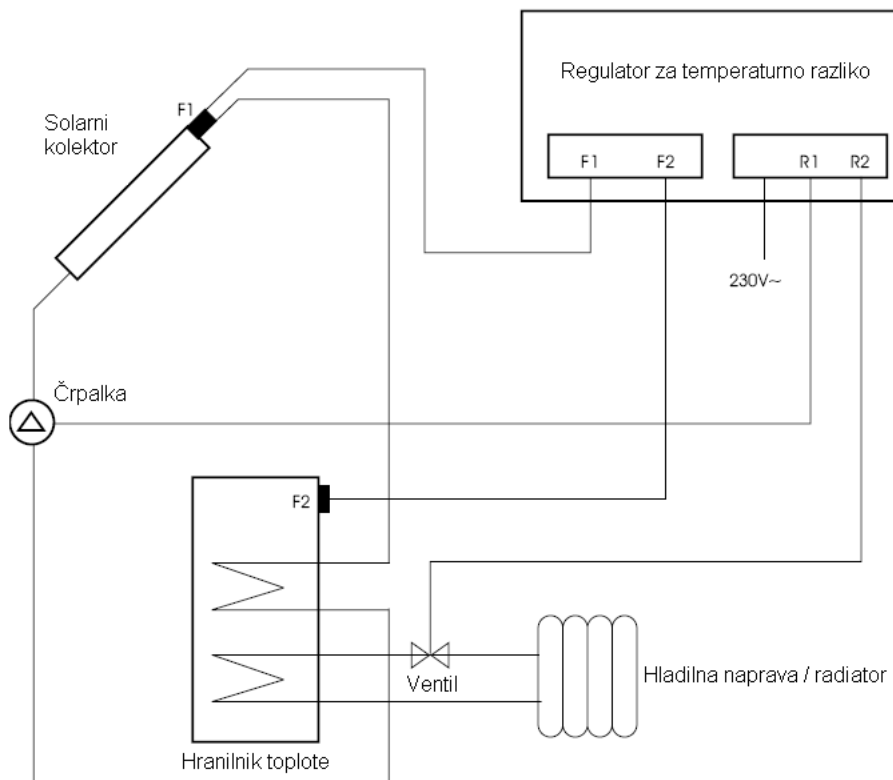 Regulator za temperaturno razliko
F1
Solarni
kolektor
F1
F2
R1
R2
230V~
Črpalka
F2
Ventil
Hladilna naprava / radiator
Hranilnik toplote